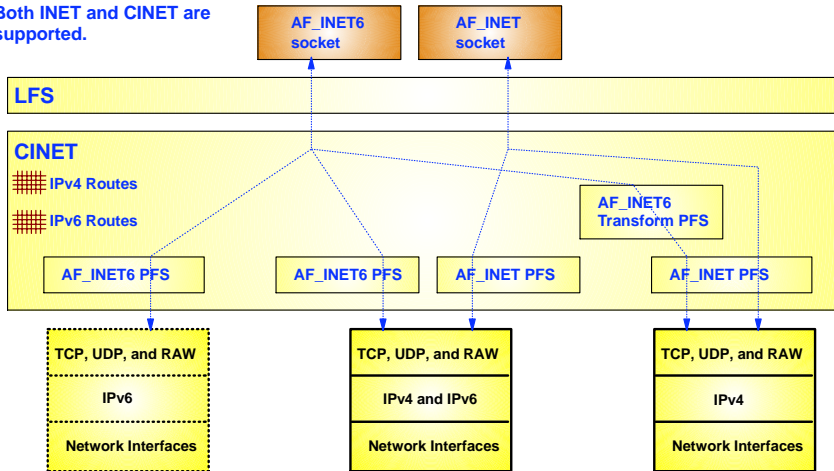 Both INET and CINET are
supported.
AF_INET6
socket
AF_INET
socket
LFS
CINET
IPv4 Routes
IPv6 Routes
AF_INET6
Transform PFS
AF_INET6 PFS
AF_INET6 PFS
AF_INET PFS
AF_INET PFS
TCP, UDP, and RAW
IPv6
Network Interfaces
TCP, UDP, and RAW
IPv4 and IPv6
Network Interfaces
TCP, UDP, and RAW
IPv4
Network Interfaces